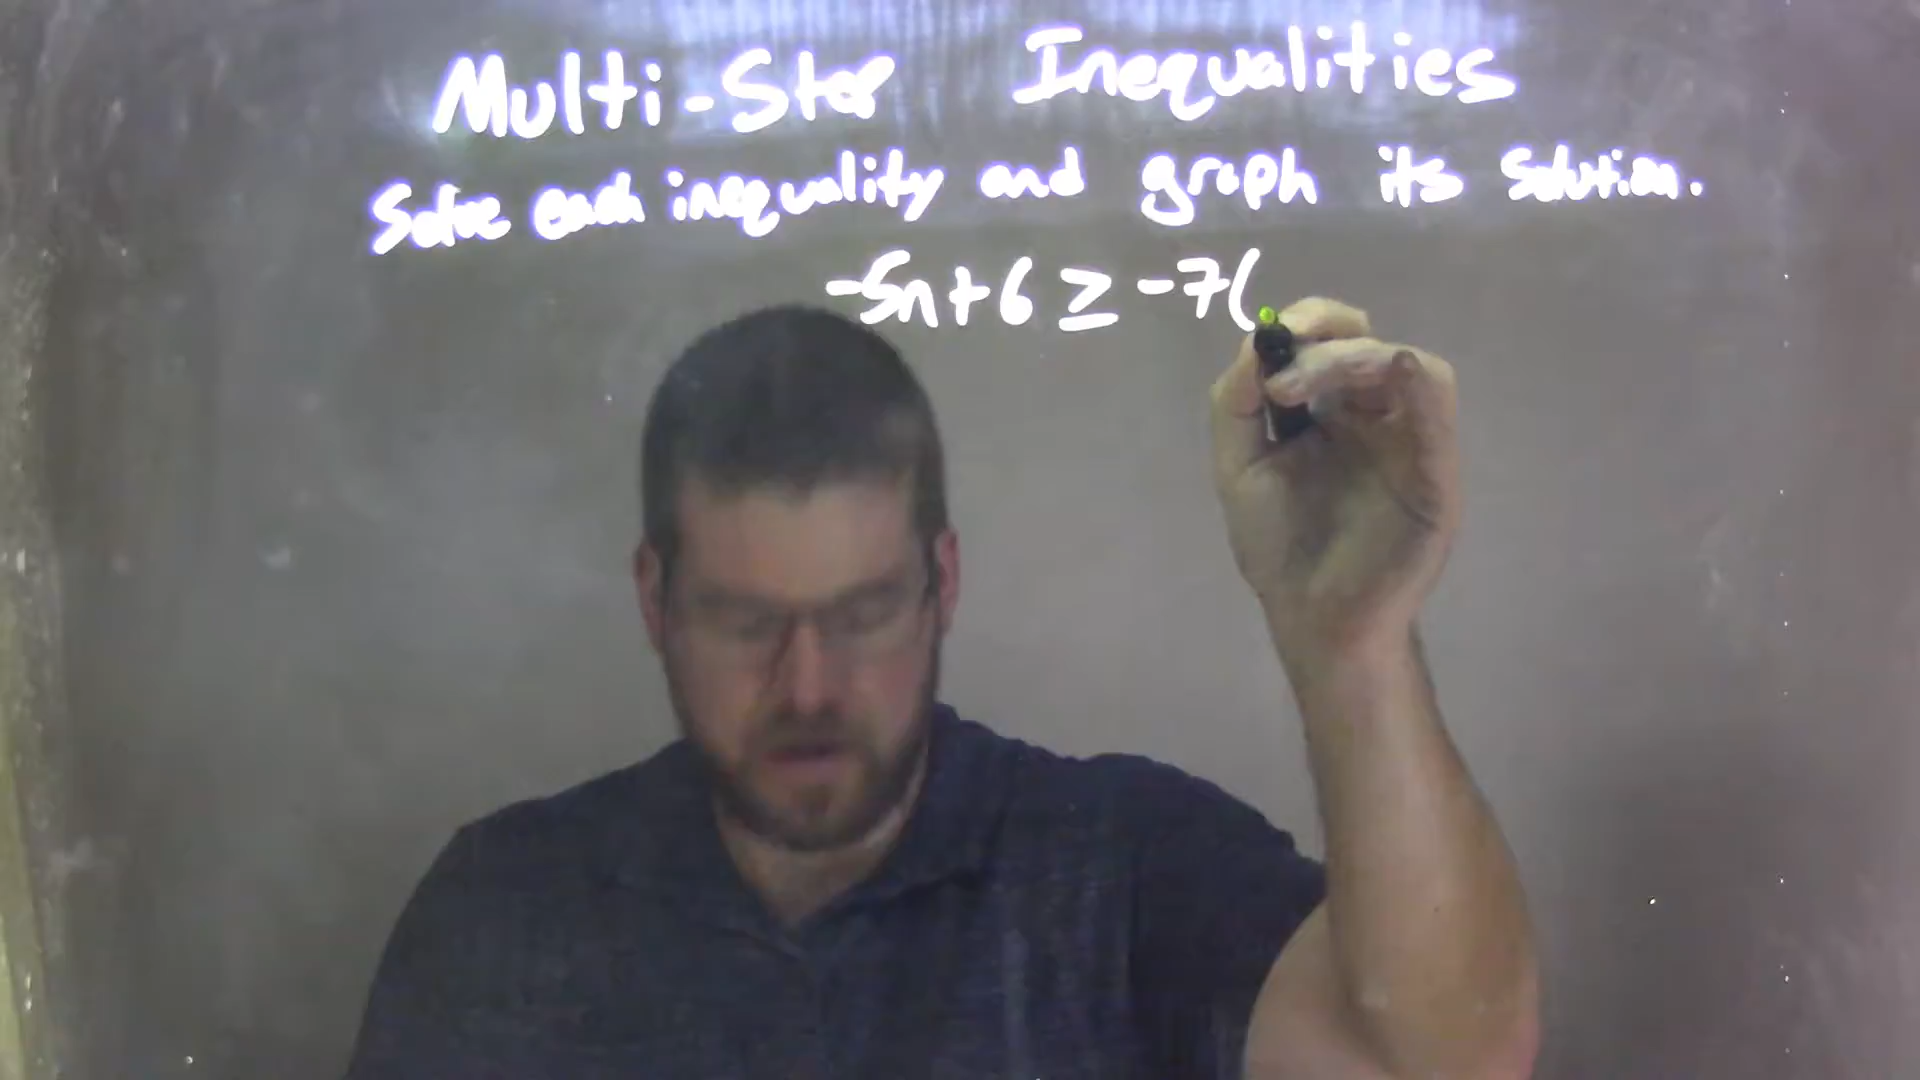 Multi-Step Inequalities
Solve each inequality and graph its solution.
-5n+6 ≥ -7(